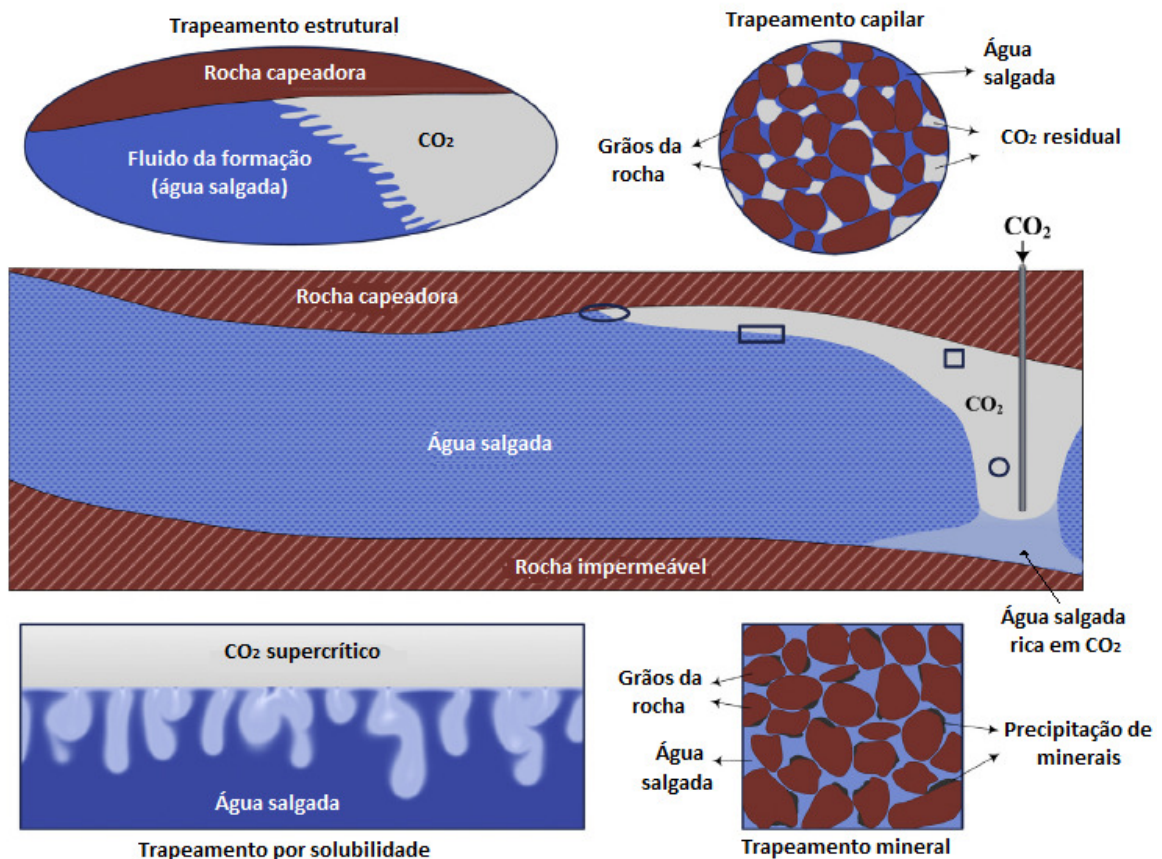 Trapeamento estrutural
Rocha capeadora
CO₂
Fluido da formação
(água salgada)
Trapeamento capilar
Água
salgada
CO₂ residual
Grãos da
rocha
CO₂
Rocha capeadora
CO₂
Água salgada
Rocha impermeável
Água salgada
rica em CO₂
CO₂ supercrítico
Água salgada
Trapeamento por solubilidade
Grãos da
rocha
Água
salgada
Precipitação de
minerais
Trapeamento mineral